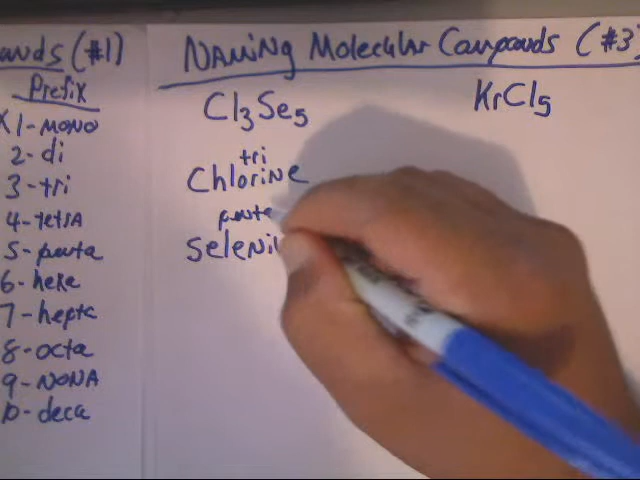 ounds (#1)
Prefix
X 1-MONO
2-di
3-tri
4-tetra
5-penta
6-hexa
7-hepta
8-octa
9-NONA
10-deca
NAMiNg Molecular Compounds (#3)
Cl3Se5
KrCl5
tri
Chlorine
penta
Seleni